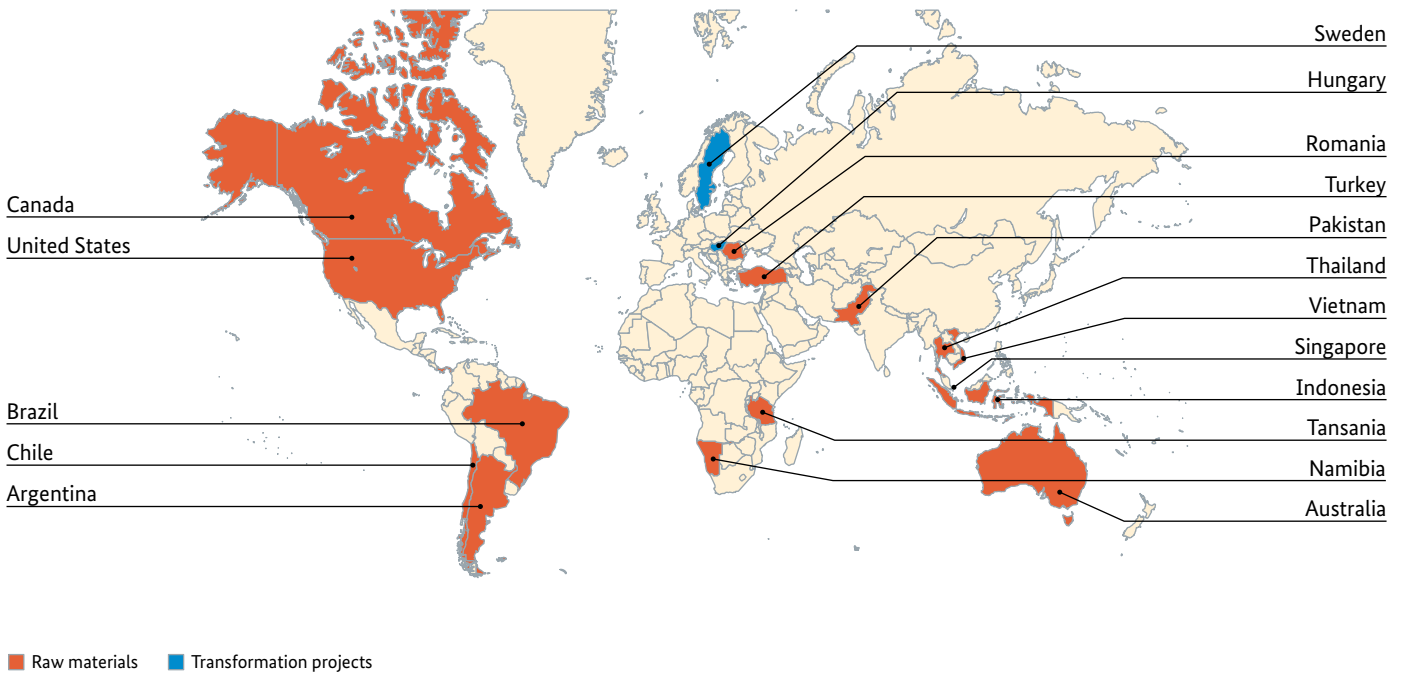 Canada
United States
Brazil
Chile
Argentina
Sweden
Hungary
Romania
Turkey
Pakistan
Thailand
Vietnam
Singapore
Indonesia
Tansania
Namibia
Australia
Raw materials
Transformation projects